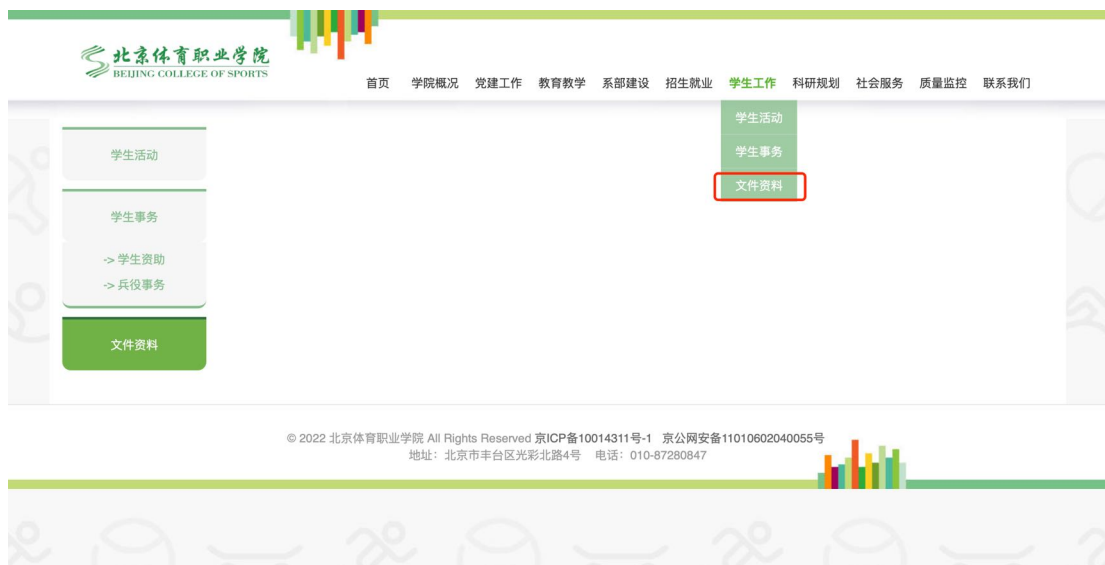 北京体育职业学院
BEIJING COLLEGE OF SPORTS
首页 学院概况 党建工作 教育教学 系部建设 招生就业 学生工作 科研规划 社会服务 质量监控 联系我们
学生活动
学生事务
文件资料
学生活动
学生事务
-> 学生资助
-> 兵役事务
文件资料
© 2022 北京体育职业学院 All Rights Reserved 京ICP备10014311号-1 京公网安备11010602040055号
地址：北京市丰台区光彩北路4号 电话：010-87280847